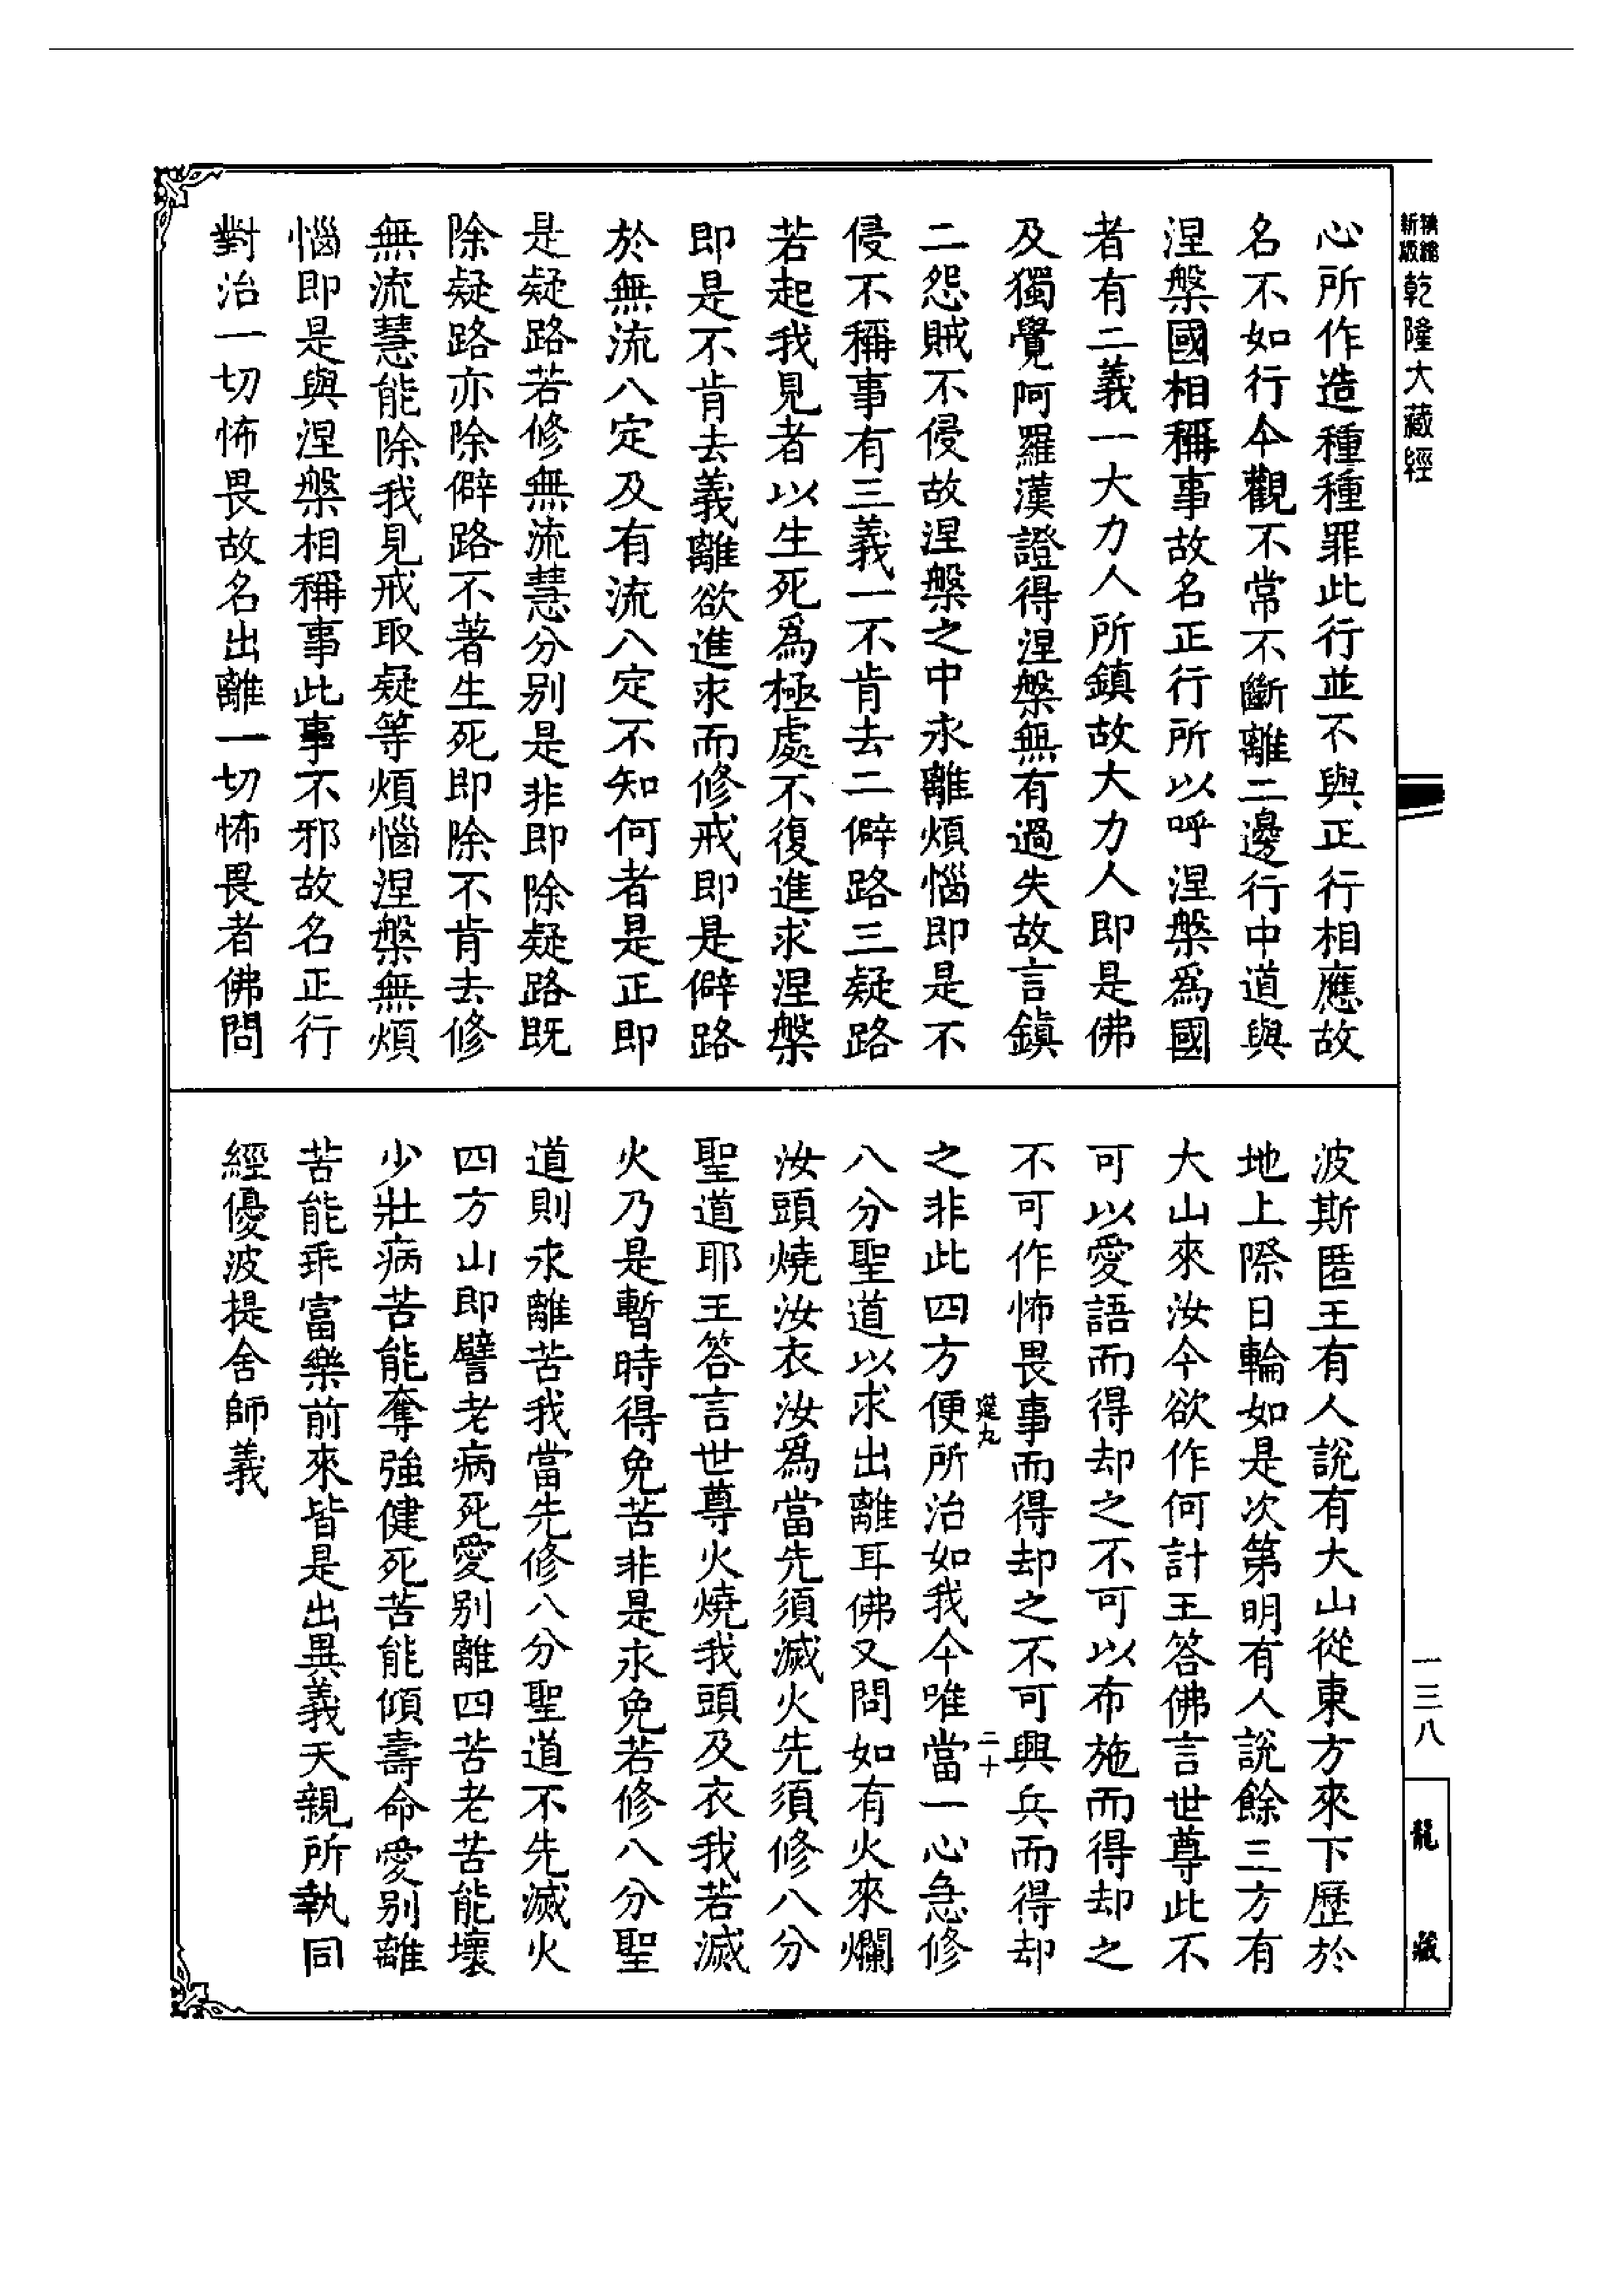 精縮新版乾隆大藏經
心所作造種種罪此行並不與正行相應故
名不如行今觀不常不斷離二邊行中道與
涅槃國相稱事故名正行所以呼涅槃為國
者有二義一大力人所鎮故大力人即是佛
及獨覺阿羅漢證得涅槃無有過失故言鎮
二怨賊不侵故涅槃之中永離煩惱即是不
侵不稱事有三義一不肯去二僻路三疑路
若起我見者以生死為極處不復進求涅槃
即是不肯去義離欲進求而修戒即是僻路
於無流八定及有流八定不知何者是正即
是疑路若修無流慧分別是非即除疑路既
除疑路亦除僻路不著生死即除不肯去修
無流慧能除我見戒取疑等煩惱涅槃無煩
惱即是與涅槃相稱事此事不邪故名正行
對治一切怖畏故名出離一切怖畏者佛問
波斯匿王有人說有大山從東方來下歷於
地上際日輪如是次第明有人說餘三方有
大山來汝今欲作何計王答佛言世尊此不
可以愛語而得却之不可以布施而得却之
不可作怖畏事而得却之不可興兵而得却
之非此四方便所治如我今唯當一心急修
八分聖道以求出離耳佛又問如有火來爛
汝頭燒汝衣汝為當先須滅火先須修八分
聖道耶王答言世尊火燒我頭及衣我若滅
火乃是暫時得免苦非是永免若修八分聖
道則永離苦我當先修八分聖道不先滅火
四方山即譬老病死愛別離四苦老苦能壞
少壯病苦能奪強健死苦能傾壽命愛別離
苦能乖富樂前來皆是出異義天親所執同
經優波提舍師義
二十
一三八
龍藏